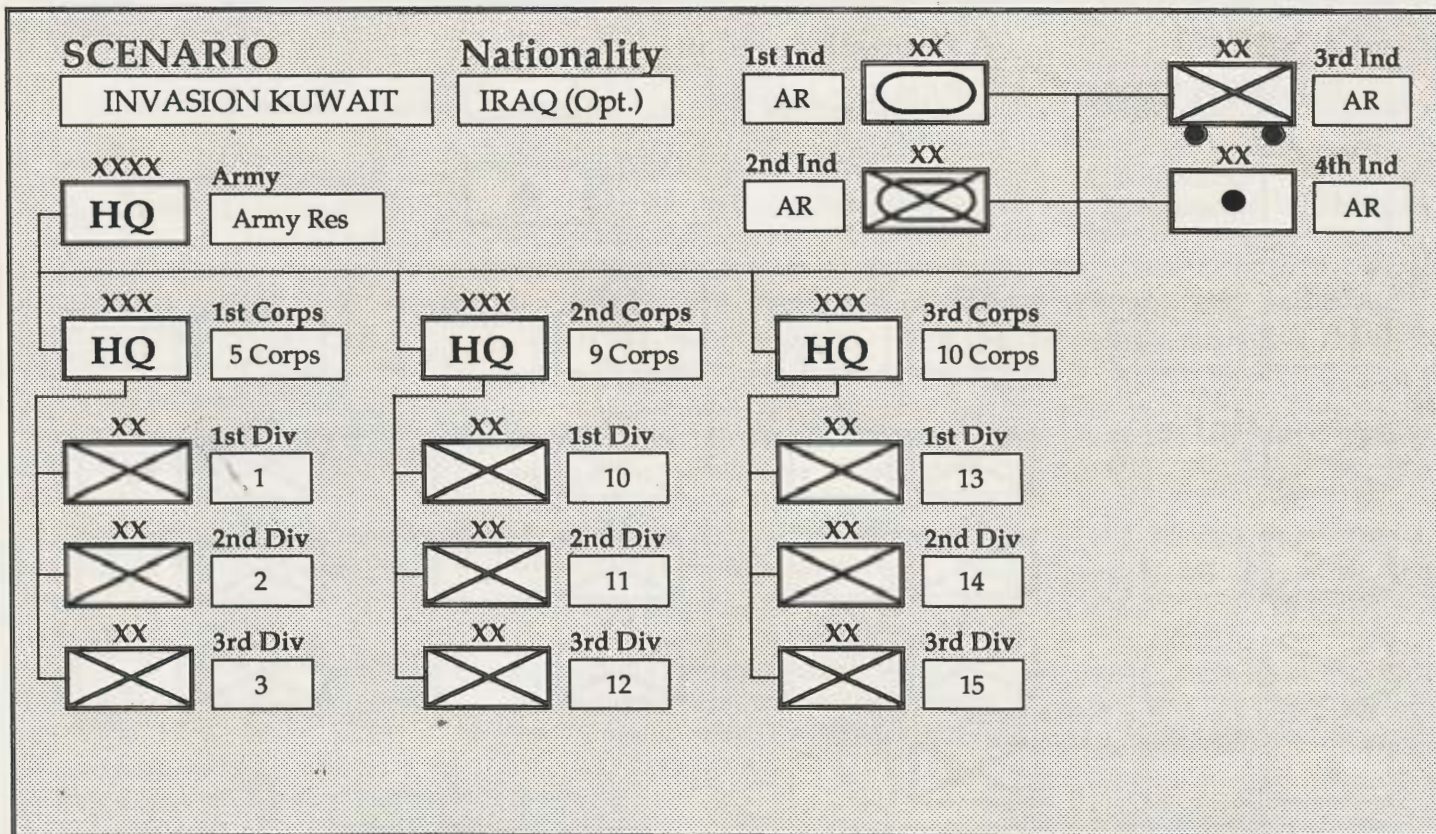 SCENARIO
INVASION KUWAIT
Nationality
IRAQ (Opt.)
1st Ind
AR
XX
XX
3rd Ind
AR
2nd Ind
AR
XX
XX
4th Ind
AR
XXXX
HQ
Army
Army Res
XXX
HQ
1st Corps
5 Corps
XXX
HQ
2nd Corps
9 Corps
XXX
HQ
3rd Corps
10 Corps
XX
1st Div
1
XX
1st Div
10
XX
1st Div
13
XX
2nd Div
2
XX
2nd Div
11
XX
2nd Div
14
XX
3rd Div
3
XX
3rd Div
12
XX
3rd Div
15